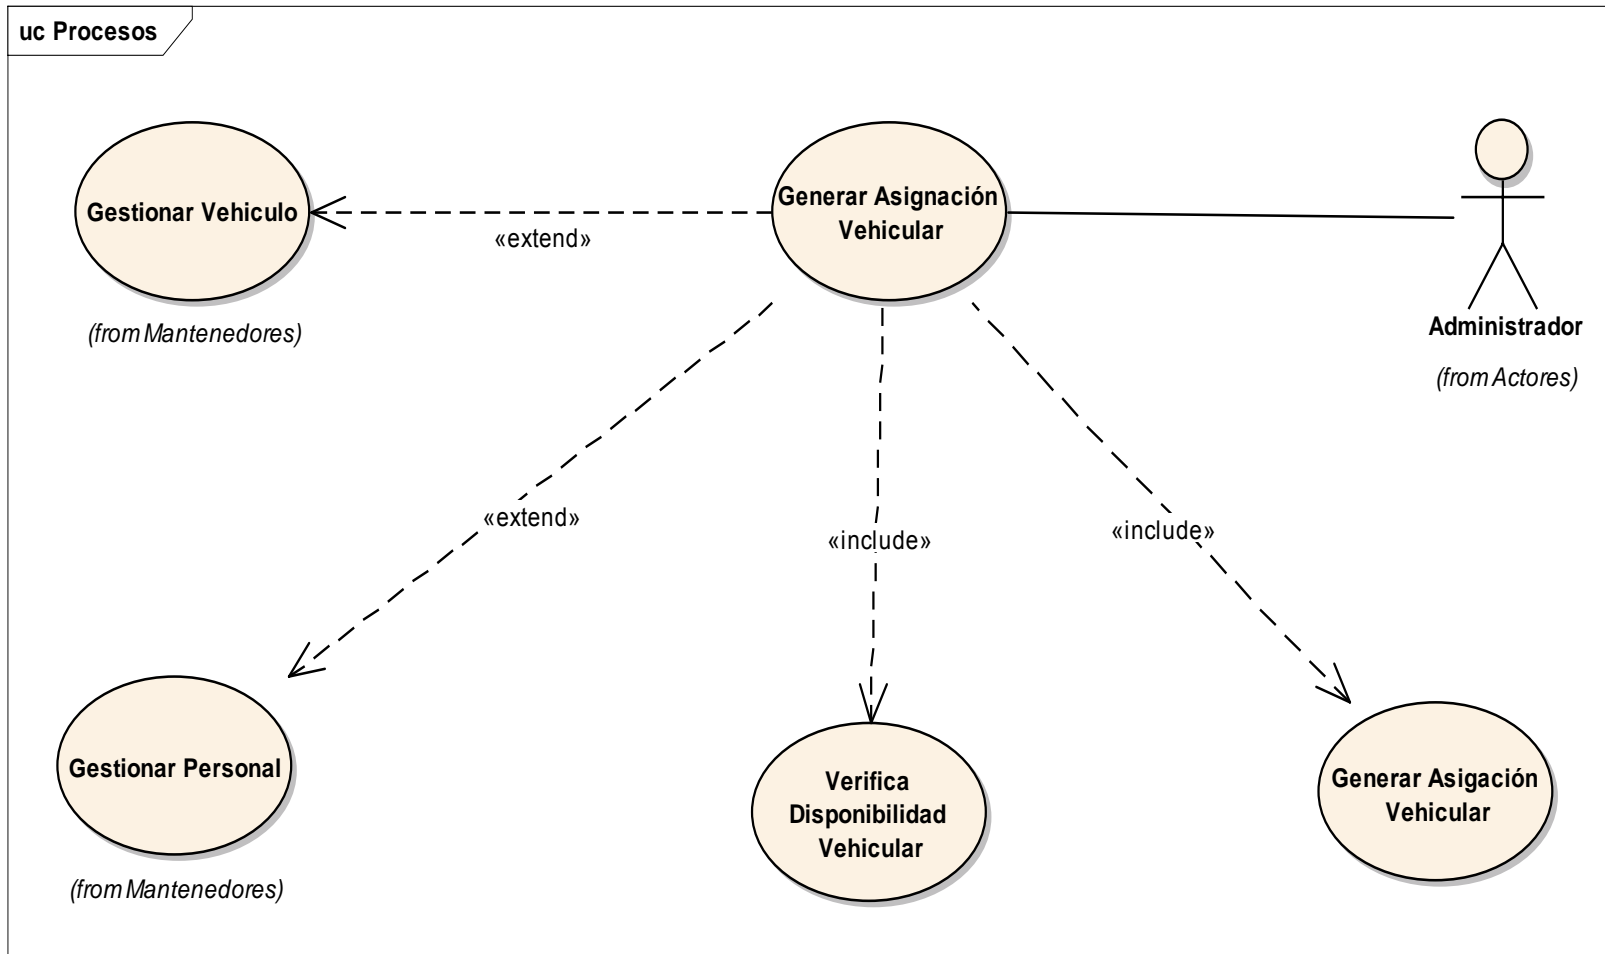 uc Procesos
Gestionar Vehiculo
(from Mantenedores)
«extend»
Generar Asignación
Vehicular
Administrador
(from Actores)
«extend»
«include»
«include»
Gestionar Personal
(from Mantenedores)
Verifica
Disponibilidad
Vehicular
Generar Asigación
Vehicular